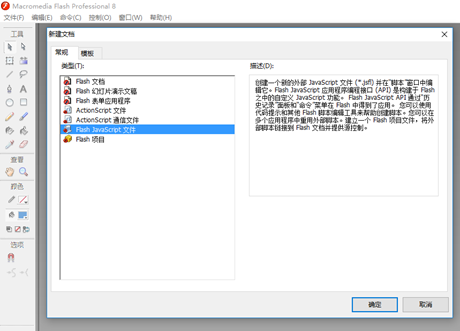 Macromedia Flash Professional 8
文件(F) 编辑(E) 命令(C) 控制(O) 窗口(W) 帮助(H)
工具
查看
颜色
选项
新建文档
常规 模板
类型(T):
Flash 文档
Flash 幻灯片演示文稿
Flash 表单应用程序
ActionScript 文件
ActionScript 通信文件
Flash JavaScript 文件
Flash 项目
描述(D):
创建一个新的外部 JavaScript 文件 (*.jsfl) 并在“脚本”窗口中编
辑它。Flash JavaScript 应用程序编程接口 (API) 是构建于 Flash
之中的自定义 JavaScript 功能。 Flash JavaScript API 通过“历
史记录”面板和“命令”菜单在 Flash 中得到了应用。 您可以使用
代码提示和其他 Flash 脚本编辑工具来帮助创建脚本。您可以在
多个应用程序中重用外部脚本。建立一个 Flash 项目文件，将外
部脚本链接到 Flash 文档并提供源控制。
确定 取消